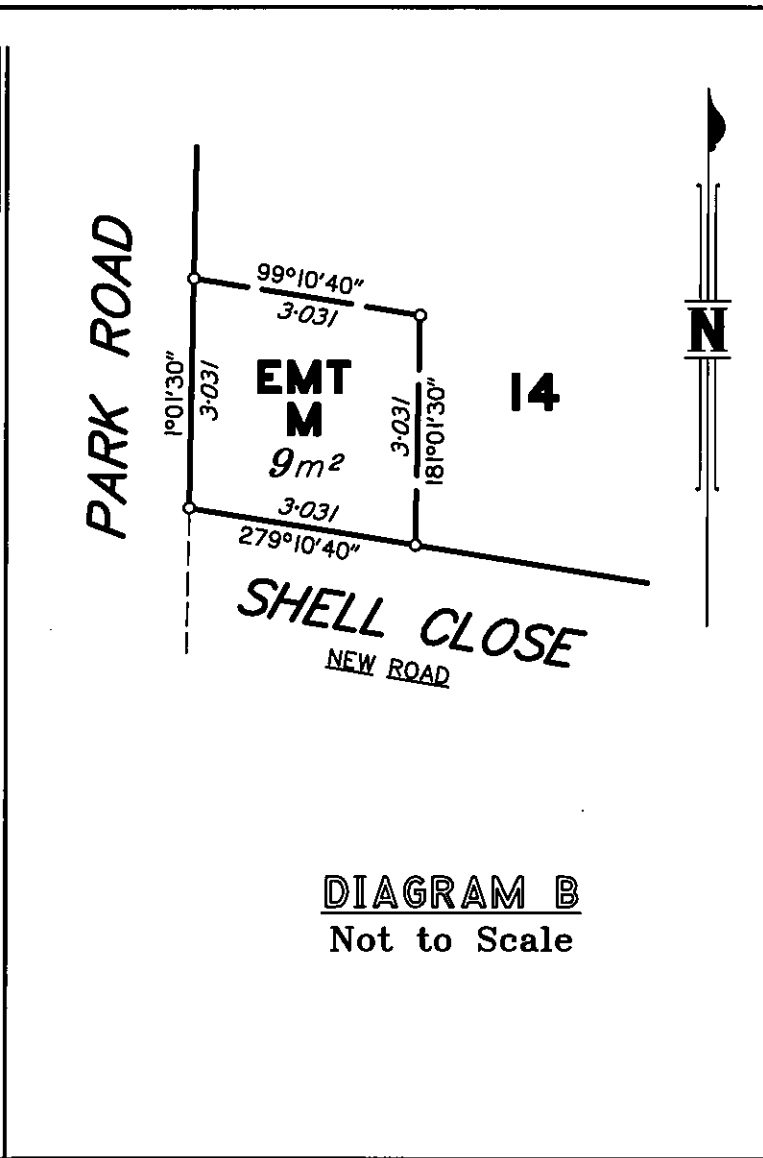 PARK ROAD
99°10'40"
3·031
1°01'30"
3·031
EMT
M
9m²
3·031
181°01'30"
14
N
3·031
279°10'40"
SHELL CLOSE
NEW ROAD
DIAGRAM B
Not to Scale